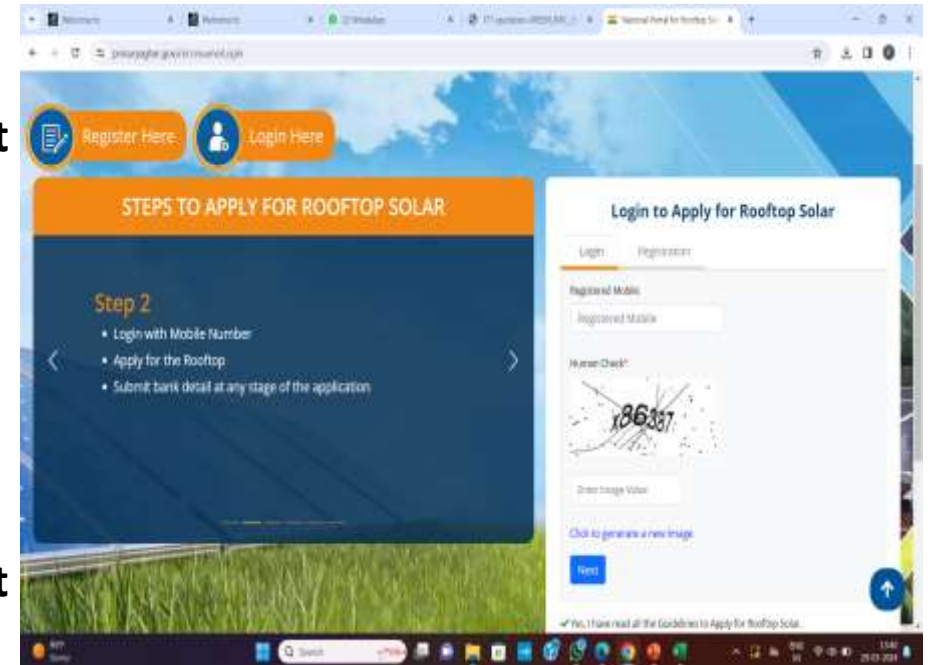 t
Register Here
Login Here
STEPS TO APPLY FOR ROOFTOP SOLAR
Step 2
• Login with Mobile Number
• Apply for the Rooftop
• Submit bank detail at any stage of the application
Login to Apply for Rooftop Solar
Login Registration
Registered Mobile
Registered Mobile
Human Check*
x86387
Enter Image Value
Click to generate a new Image
Next
Yes, I have read all the Guidelines to Apply for Rooftop Solar.
t
Search